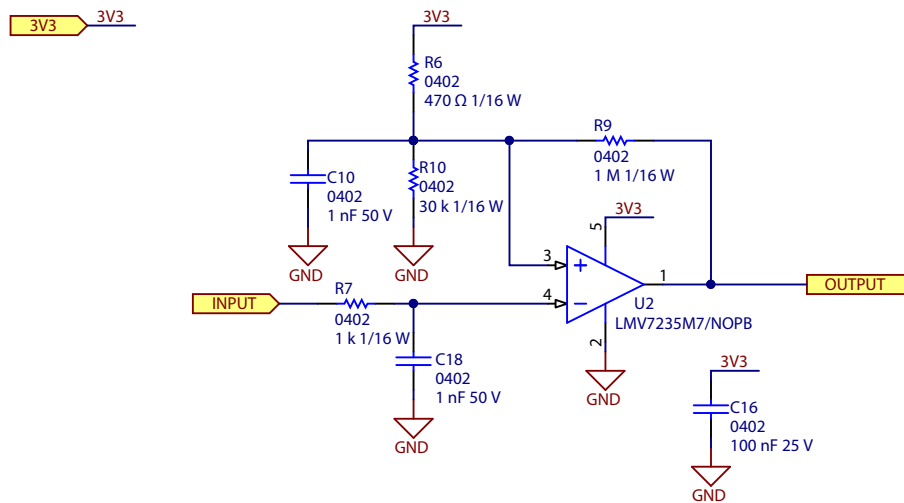 3V3
3V3
3V3
R6
0402
470 Ω 1/16 W
R9
0402
1 M 1/16 W
C10
0402
1 nF 50 V
R10
0402
30 k 1/16 W
GND
GND
3V3
5
3
+
1
OUTPUT
INPUT
R7
0402
1 k 1/16 W
4
−
U2
LMV7235M7/NOPB
2
C18
0402
1 nF 50 V
GND
GND
3V3
C16
0402
100 nF 25 V
GND